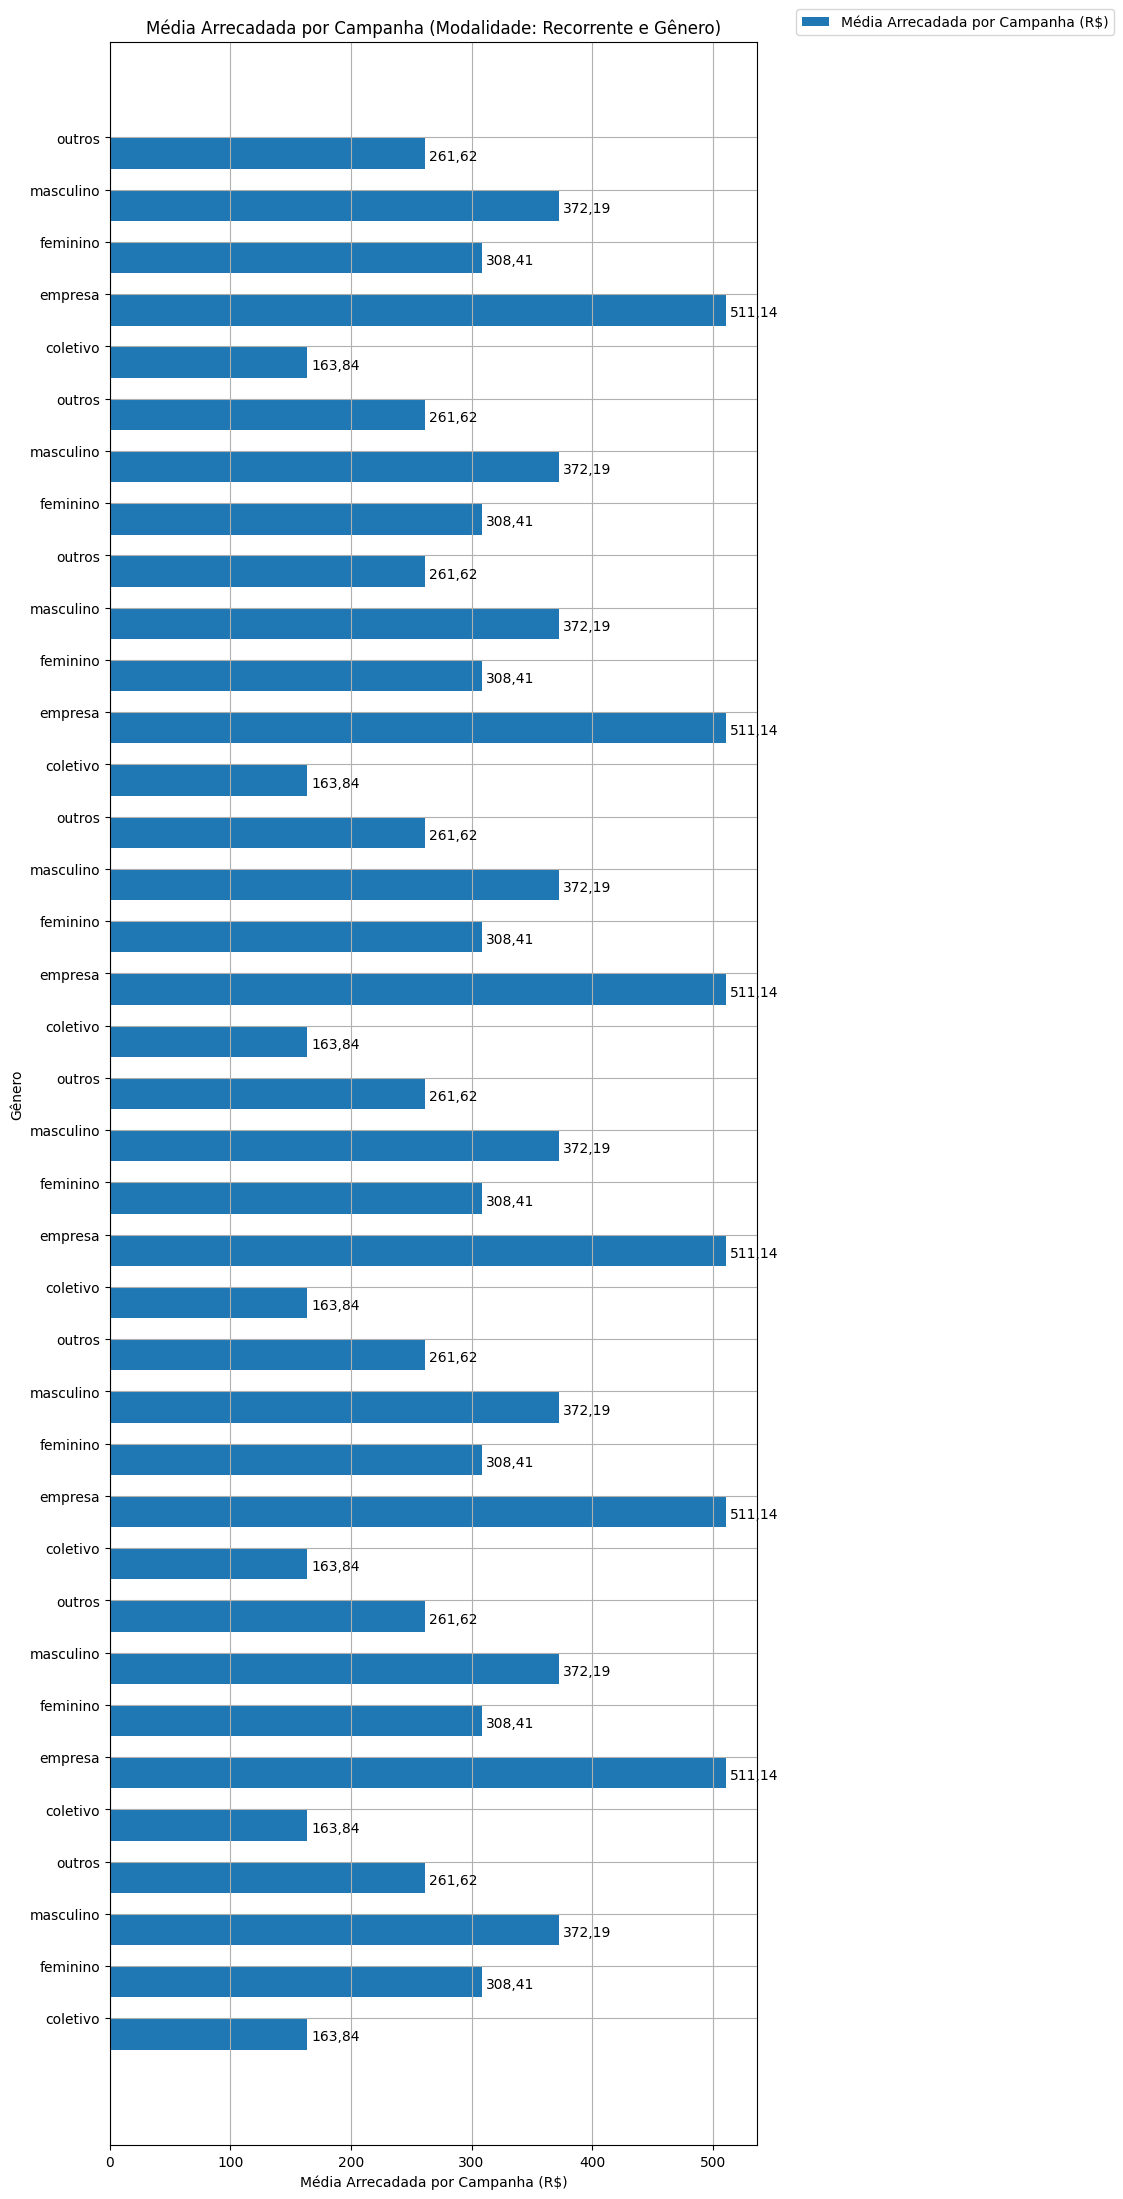 Média Arrecadada por Campanha (Modalidade: Recorrente e Gênero)
Média Arrecadada por Campanha (R$)
outros 261,62
masculino 372,19
feminino 308,41
empresa 511,14
coletivo 163,84
outros 261,62
masculino 372,19
feminino 308,41
outros 261,62
masculino 372,19
feminino 308,41
empresa 511,14
coletivo 163,84
outros 261,62
masculino 372,19
feminino 308,41
empresa 511,14
coletivo 163,84
outros 261,62
masculino 372,19
feminino 308,41
empresa 511,14
coletivo 163,84
outros 261,62
masculino 372,19
feminino 308,41
empresa 511,14
coletivo 163,84
outros 261,62
masculino 372,19
feminino 308,41
empresa 511,14
coletivo 163,84
outros 261,62
masculino 372,19
feminino 308,41
coletivo 163,84
Gênero
0 100 200 300 400 500
Média Arrecadada por Campanha (R$)